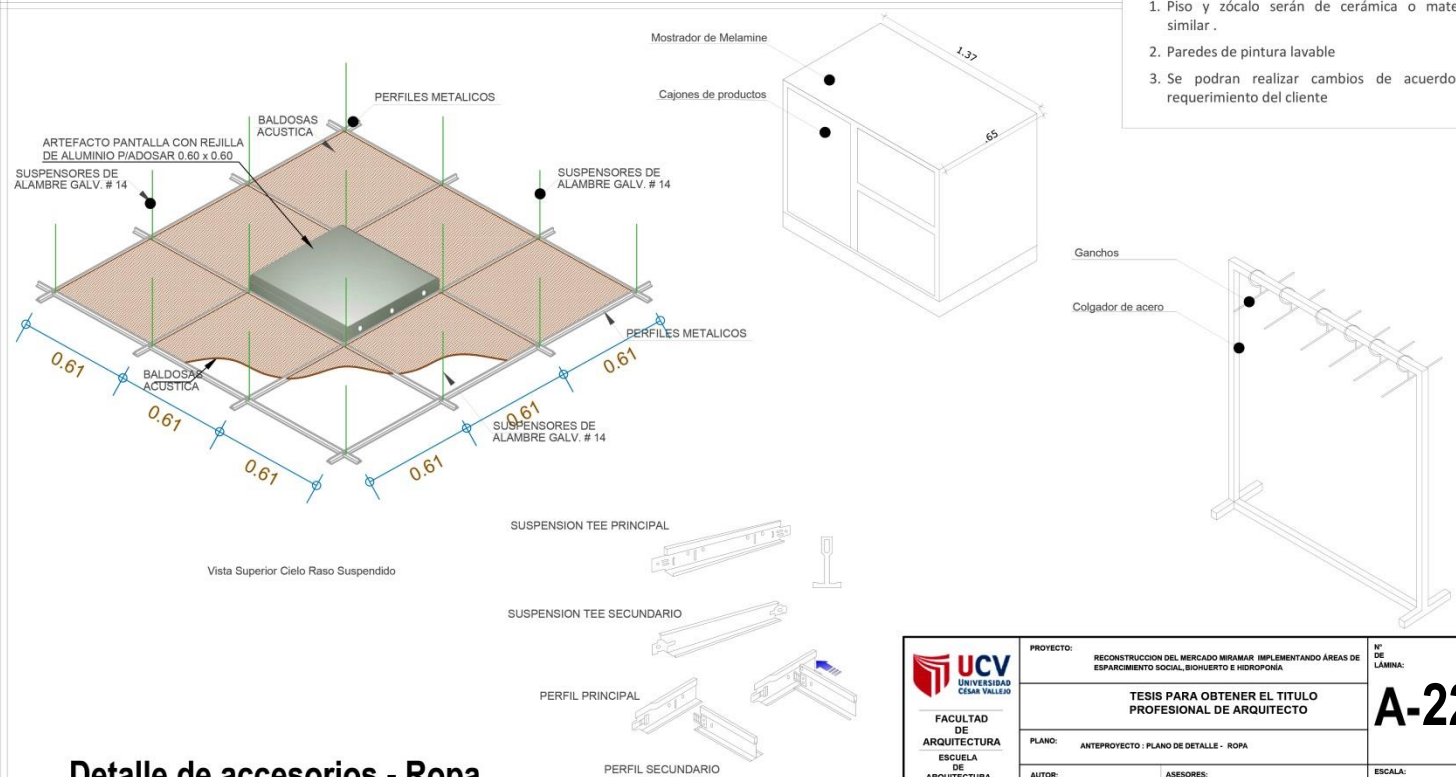 1. Piso y zócalo serán de cerámica o mate
similar .
2. Paredes de pintura lavable
3. Se podran realizar cambios de acuerdo
requerimiento del cliente
Mostrador de Melamine
Cajones de productos
1.37
.65
PERFILES METALICOS
BALDOSAS
ACUSTICA
ARTEFACTO PANTALLA CON REJILLA
DE ALUMINIO P/ADOSAR 0.60 x 0.60
SUSPENSORES DE
ALAMBRE GALV. # 14
SUSPENSORES DE
ALAMBRE GALV. # 14
Ganchos
Colgador de acero
PERFILES METALICOS
BALDOSAS
ACUSTICA
SUSPENSORES DE
ALAMBRE GALV. # 14
0.61
0.61
0.61
0.61
0.61
0.61
Vista Superior Cielo Raso Suspendido
SUSPENSION TEE PRINCIPAL
SUSPENSION TEE SECUNDARIO
PERFIL PRINCIPAL
PERFIL SECUNDARIO
Detalle de accesorios - Ropa
UCV
UNIVERSIDAD
CÉSAR VALLEJO
FACULTAD
DE
ARQUITECTURA
ESCUELA
DE
ARQUITECTURA
PROYECTO:
RECONSTRUCCION DEL MERCADO MIRAMAR IMPLEMENTANDO ÁREAS DE
ESPARCIMIENTO SOCIAL,BIOHUERTO E HIDROPONÍA
TESIS PARA OBTENER EL TITULO
PROFESIONAL DE ARQUITECTO
PLANO:
ANTEPROYECTO : PLANO DE DETALLE - ROPA
AUTOR:
ASESORES:
N°
DE
LÁMINA:
A-22
ESCALA: